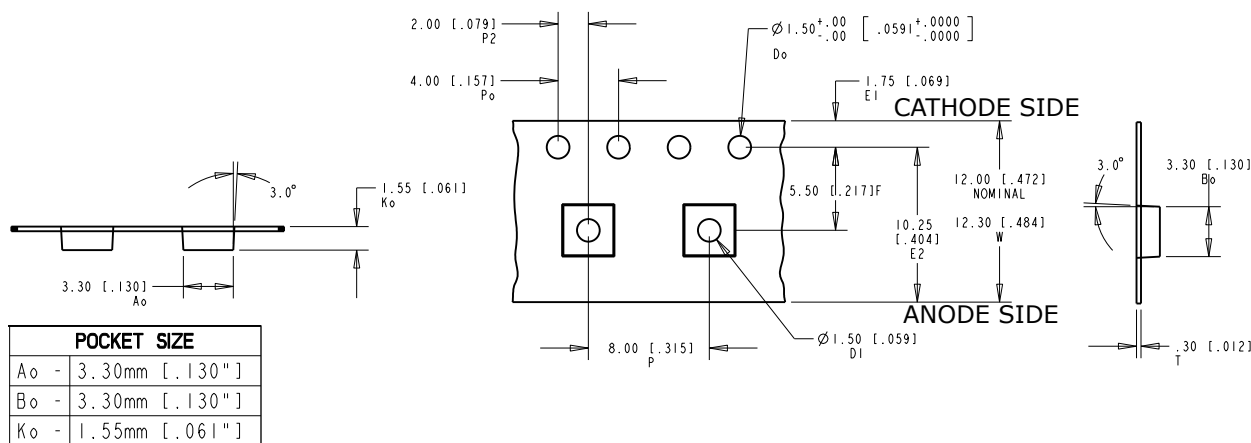 2.00 [.079]
P2
4.00 [.157]
Po
Ø1.50 +.00 -.00 [ .0591 +.0000 -.0000 ]
Do
1.75 [.069]
E1
CATHODE SIDE
3.0°
1.55 [.061]
Ko
3.30 [.130]
Ao
5.50 [.217]F
10.25
[.404]
E2
12.00 [.472]
NOMINAL
12.30 [.484]
W
3.0°
3.30 [.130]
Bo
ANODE SIDE
8.00 [.315]
P
Ø1.50 [.059]
D1
.30 [.012]
T
POCKET SIZE
Ao - 3.30mm [.130"]
Bo - 3.30mm [.130"]
Ko - 1.55mm [.061"]